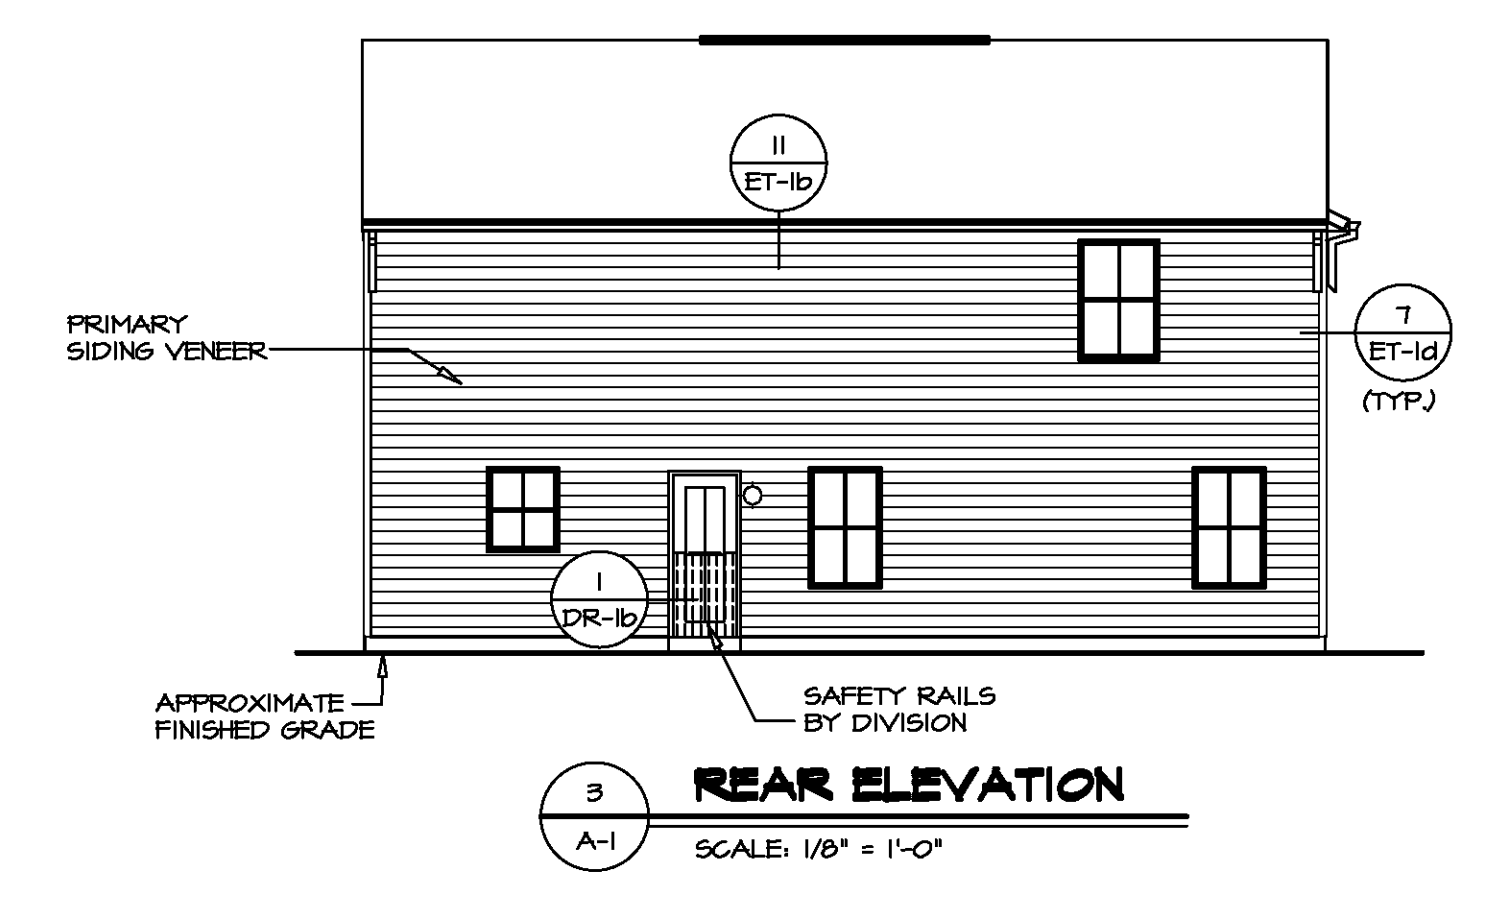 11
ET-1b
PRIMARY
SIDING VENEER
7
ET-1d
(TYP.)
1
DR-1b
APPROXIMATE
FINISHED GRADE
SAFETY RAILS
BY DIVISION
3
A-1
REAR ELEVATION
SCALE: 1/8" = 1'-0"